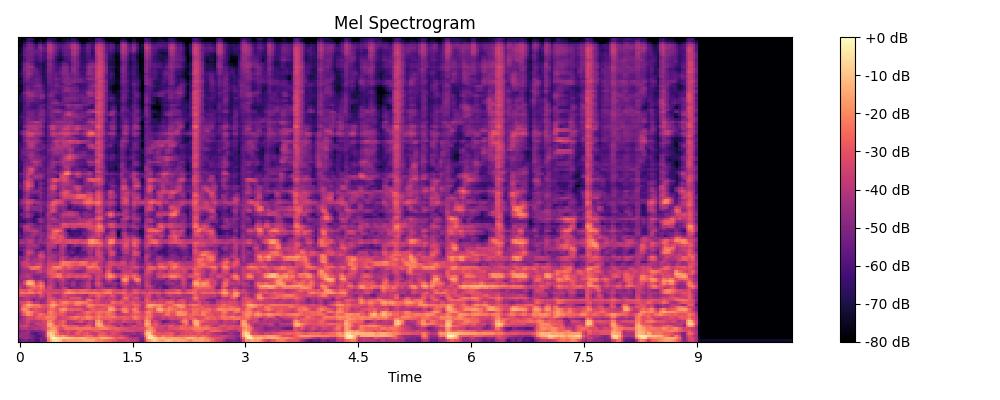 Mel Spectrogram
+0 dB
-10 dB
-20 dB
-30 dB
-40 dB
-50 dB
-60 dB
-70 dB
-80 dB
0 1.5 3 4.5 6 7.5 9
Time